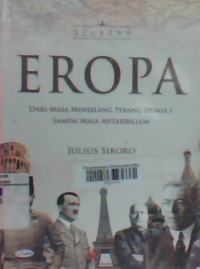 SEJARAH
EROPA
DARI MASA MENJELANG PERANG DUNIA I
SAMPAI MASA ANTARBELLUM
JULIUS SIBORO